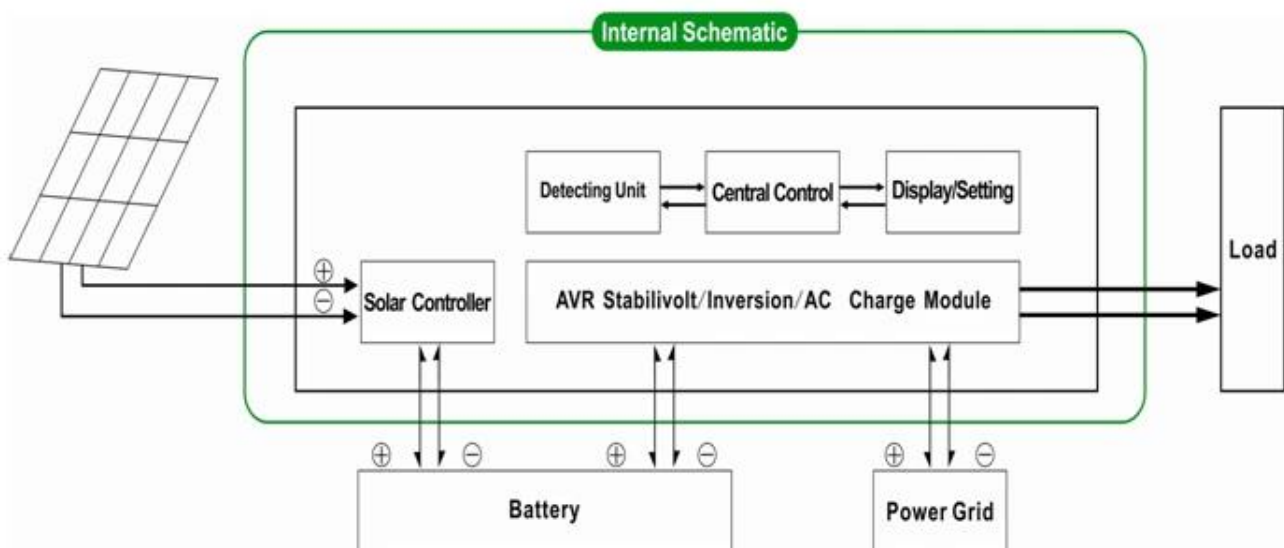 Internal Schematic
Detecting Unit
Central Control
Display/Setting
Load
⊕
⊖
Solar Controller
AVR Stabilivolt/Inversion/AC Charge Module
⊕ ⊖ ⊕ ⊖ ⊕ ⊖
Battery
Power Grid